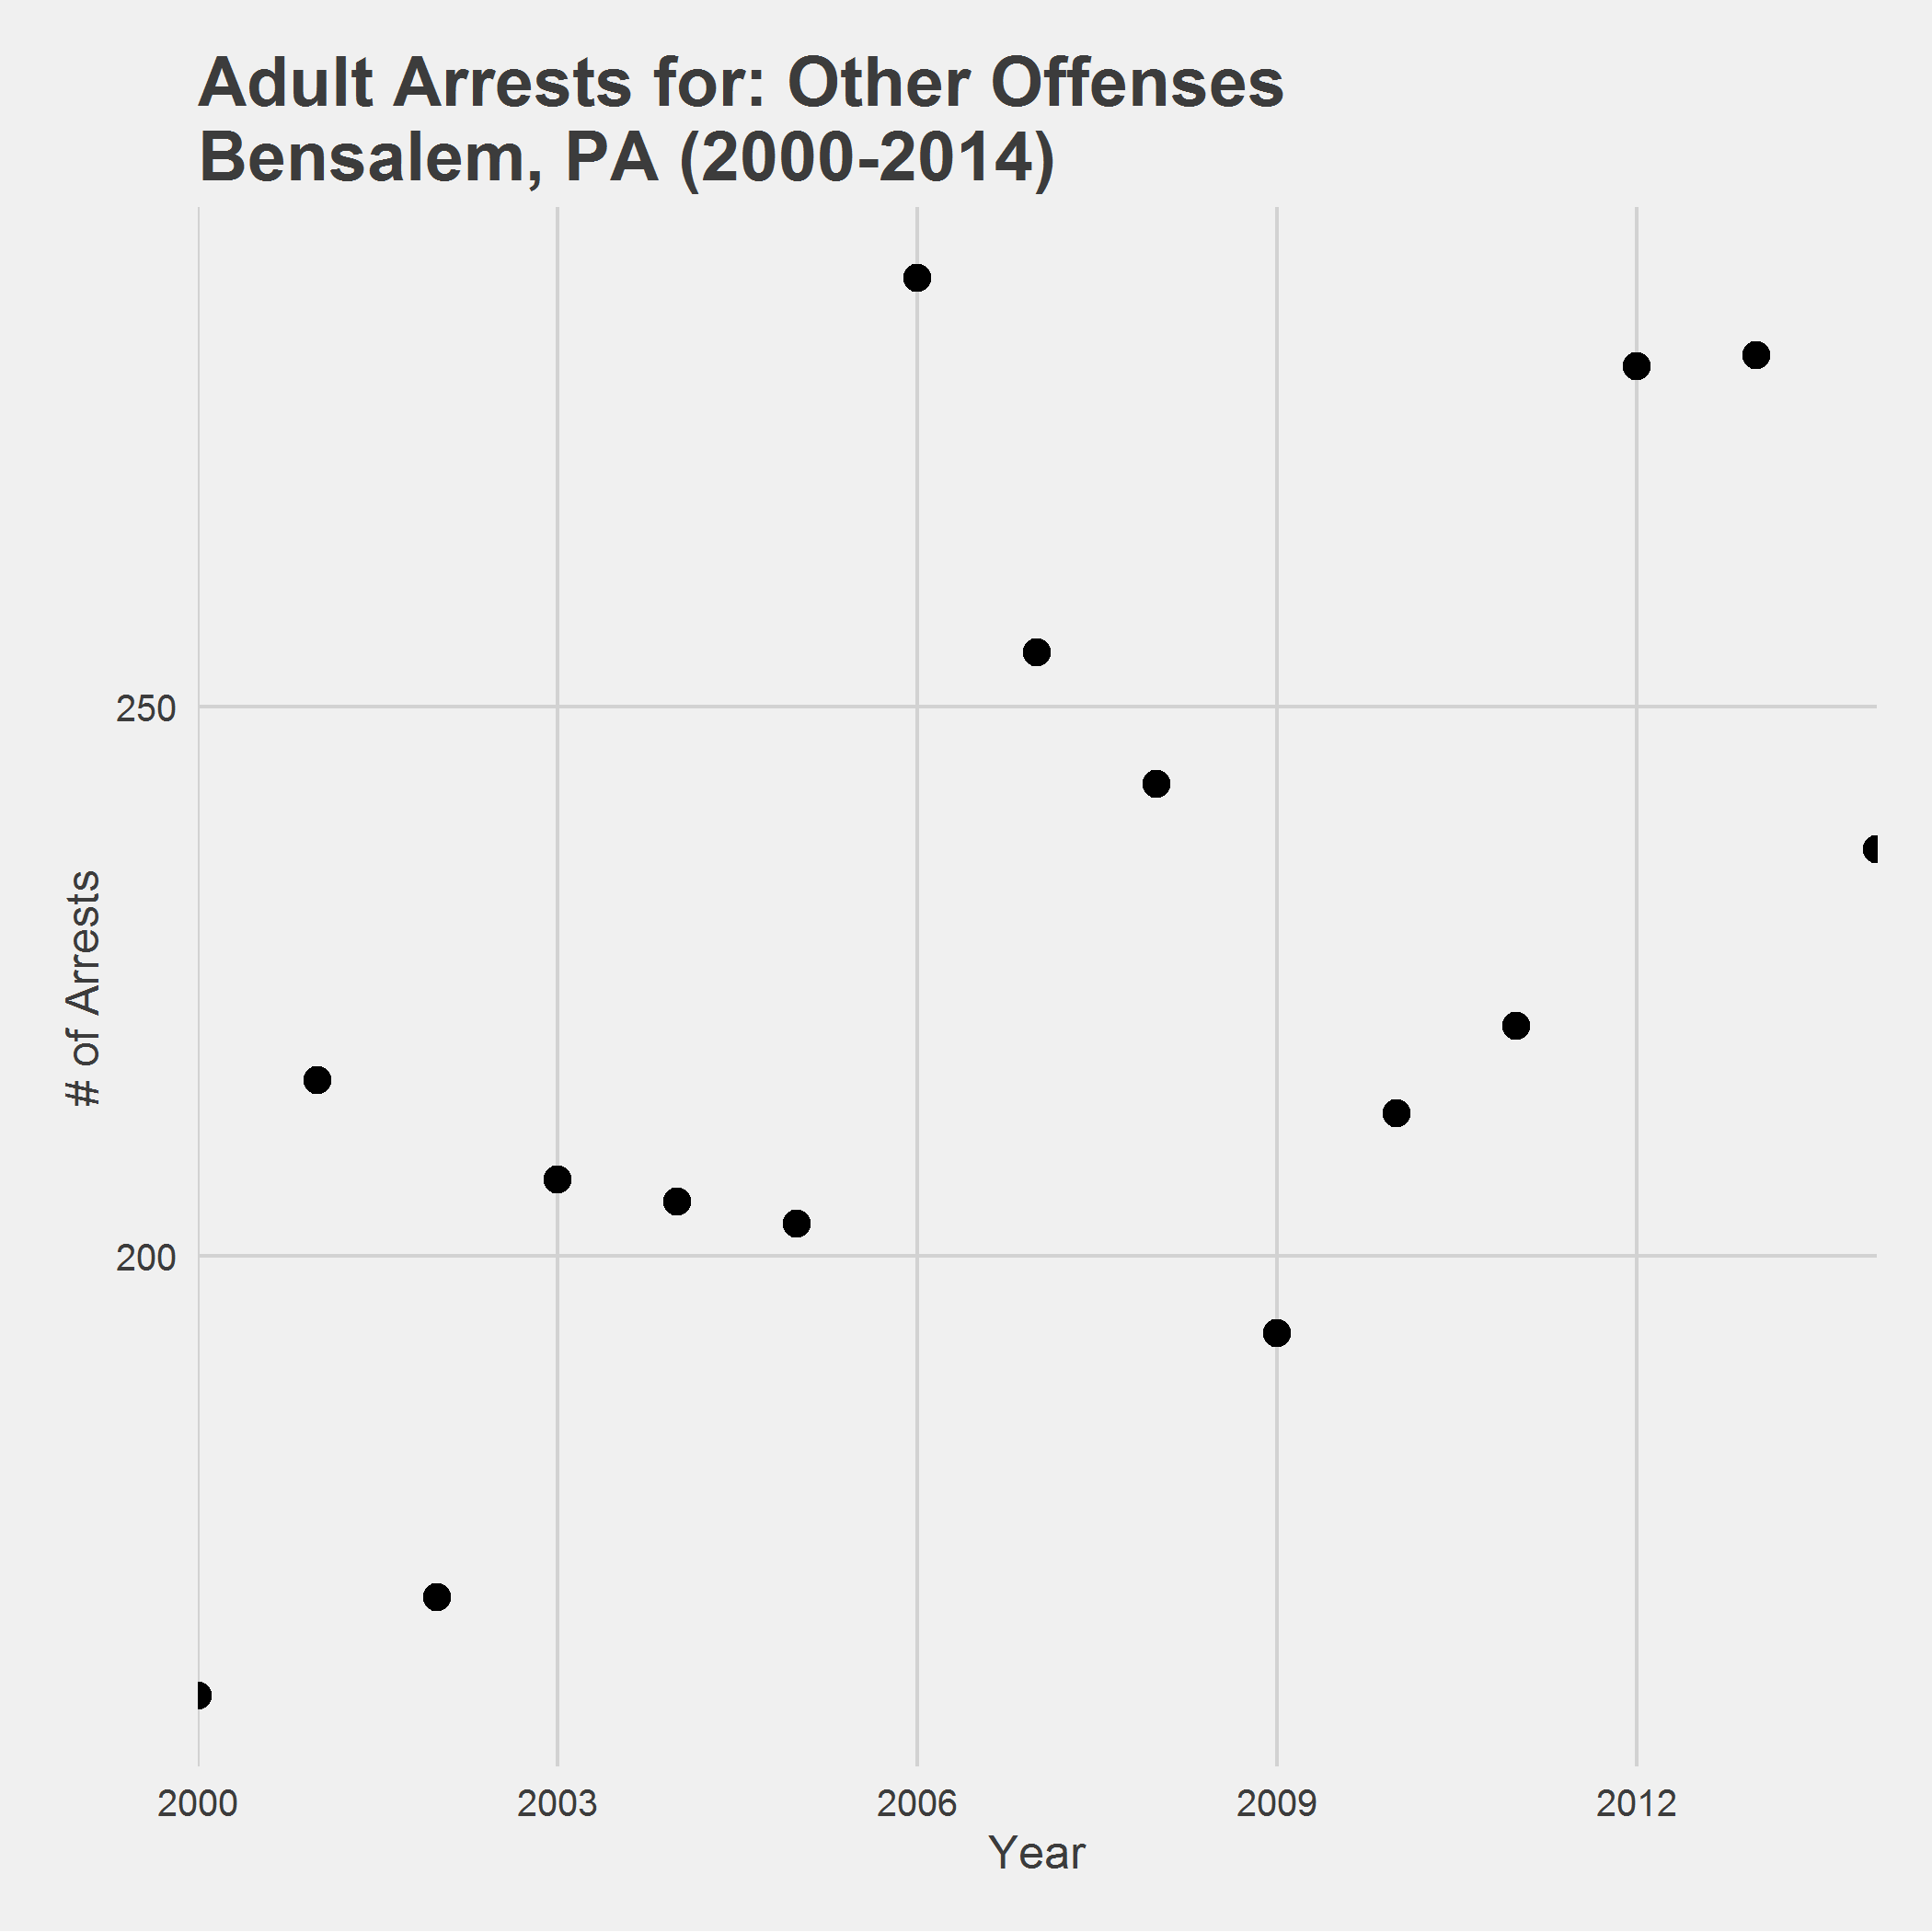 Adult Arrests for: Other Offenses
Bensalem, PA (2000-2014)
250
200
# of Arrests
2000 2003 2006 2009 2012
Year